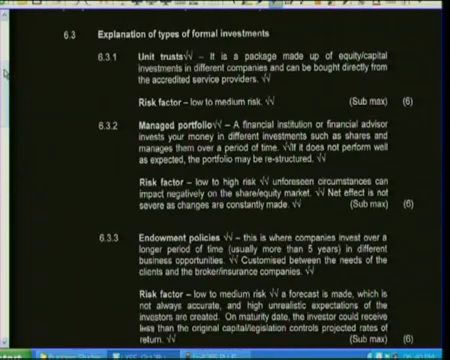 6.3 Explanation of types of formal investments
6.3.1 Unit trusts√√ – It is a package made up of equity/capital
investments in different companies and can be bought directly from
the accredited service providers. √√
Risk factor – low to medium risk. √√ (Sub max) (6)
6.3.2 Managed portfolio√√ – A financial institution or financial advisor
invests your money in different investments such as shares and
manages them over a period of time. √√If it does not perform well
as expected, the portfolio may be re-structured. √√
Risk factor – low to high risk √√ unforeseen circumstances can
impact negatively on the share/equity market. √√ Net effect is not
severe as changes are constantly made. √√ (Sub max) (6)
6.3.3 Endowment policies √√ – this is where companies invest over a
longer period of time (usually more than 5 years) in different
business opportunities. √√ Customised between the needs of the
clients and the broker/insurance companies. √√
Risk factor – low to medium risk √√ a forecast is made, which is
not always accurate, and high unrealistic expectations of the
investors are created. On maturity date, the investor could receive
less than the original capital/legislation controls projected rates of
return. √√ (Sub max) (6)